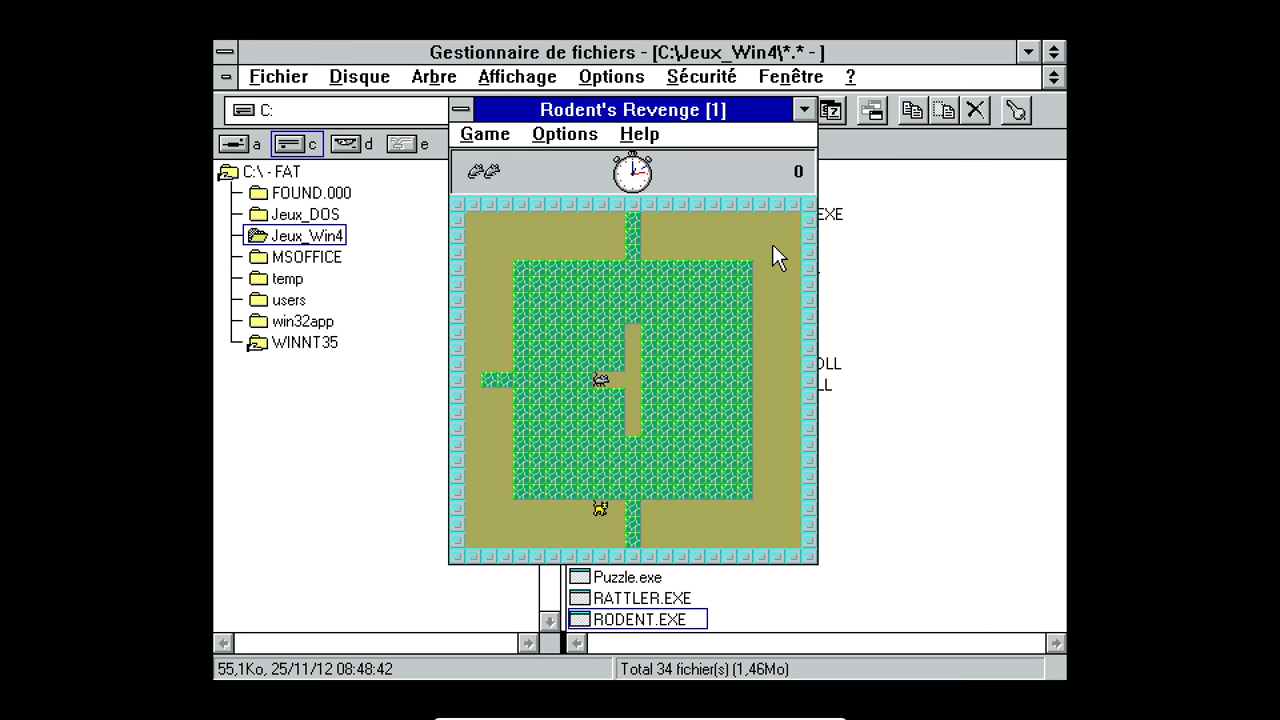 Gestionnaire de fichiers - [C:\Jeux_Win4\*.* - ]
Fichier Disque Arbre Affichage Options Sécurité Fenêtre ?
C:
Rodent's Revenge [1]
Game Options Help
a c d e
0
C:\ - FAT
FOUND.000
Jeux_DOS
EXE
Jeux_Win4
MSOFFICE
temp
users
win32app
WINNT35
DLL
LL
Puzzle.exe
RATTLER.EXE
RODENT.EXE
55,1Ko, 25/11/12 08:48:42
Total 34 fichier(s) (1,46Mo)